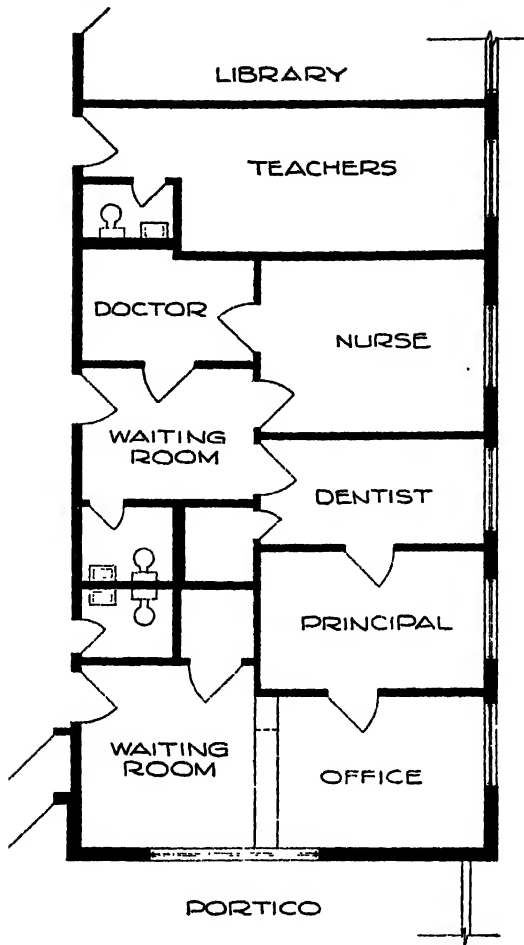 LIBRARY
TEACHERS
DOCTOR
NURSE
WAITING
ROOM
DENTIST
PRINCIPAL
WAITING
ROOM
OFFICE
PORTICO